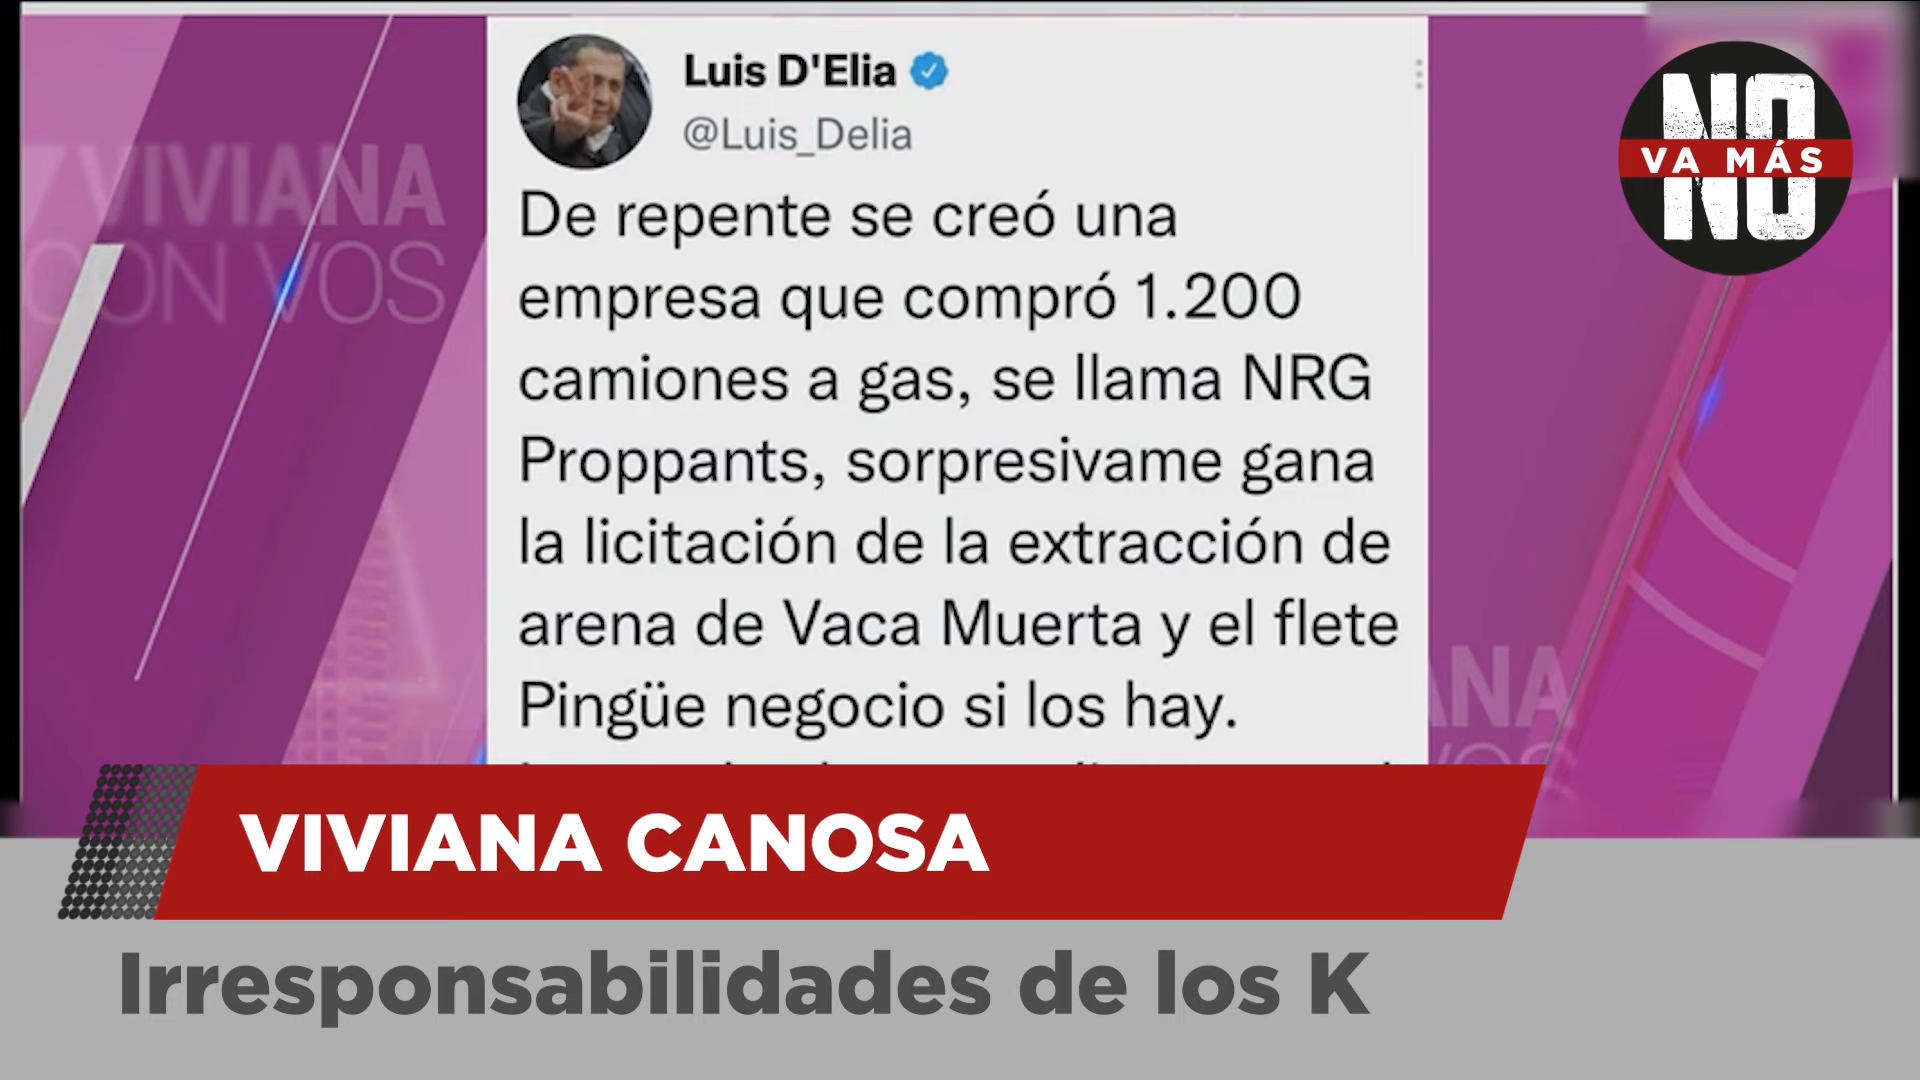 Luis D'Elia
@Luis_Delia
NO
VA MÁS
VIVIANA
CON VOS
De repente se creó una
empresa que compró 1.200
camiones a gas, se llama NRG
Proppants, sorpresivame gana
la licitación de la extracción de
arena de Vaca Muerta y el flete
Pingüe negocio si los hay.
ANA
VOS
VIVIANA CANOSA
Irresponsabilidades de los K